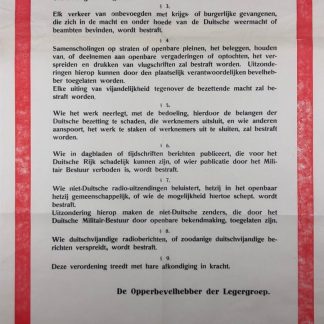 § 3.
Elk verkeer van onbevoegden met krijgs- of burgerlijke gevangenen,
die zich in de macht en onder hoede van de Duitsche weermacht of
beambten bevinden, wordt bestraft.
§ 4.
Samenscholingen op straten of openbare pleinen, het beleggen, houden
van, of deelnemen aan openbare vergaderingen of optochten, het ver-
spreiden en drukken van vlugschriften zal bestraft worden. Uitzonde-
ringen hierop kunnen door den plaatselijk verantwoordelijken bevelheb-
ber toegelaten worden.
Elke uiting van vijandelijkheid tegenover de bezettende macht zal be-
straft worden.
§ 5.
Wie het werk neerlegt, met de bedoeling, hierdoor de belangen der
Duitsche bezetting te schaden, die werknemers uitsluit, en wie anderen
aanspoort, het werk te staken of werknemers uit te sluiten, zal bestraft
worden.
§ 6.
Wie in dagbladen of tijdschriften berichten publiceert, die voor het
Duitsche Rijk schadelijk kunnen zijn, of wier publicatie door het Mili-
tair Bestuur verboden is, wordt bestraft.
§ 7.
Wie niet-Duitsche radio-uitzendingen beluistert, hetzij in het openbaar
hetzij gemeenschappelijk, of wie de mogelijkheid hiertoe schept, wordt
bestraft.
Uitzondering hierop maken de niet-Duitsche zenders, die door het
Duitsche Militair-Bestuur door openbare bekendmaking, toegelaten zijn.
§ 8.
Wie duitschvijandige radioberichten, of zoodanige duitschvijandige be-
richten verspreidt, wordt bestraft.
§ 9.
Deze verordening treedt met hare afkondiging in kracht.
De Opperbevelhebber der Legergroep.